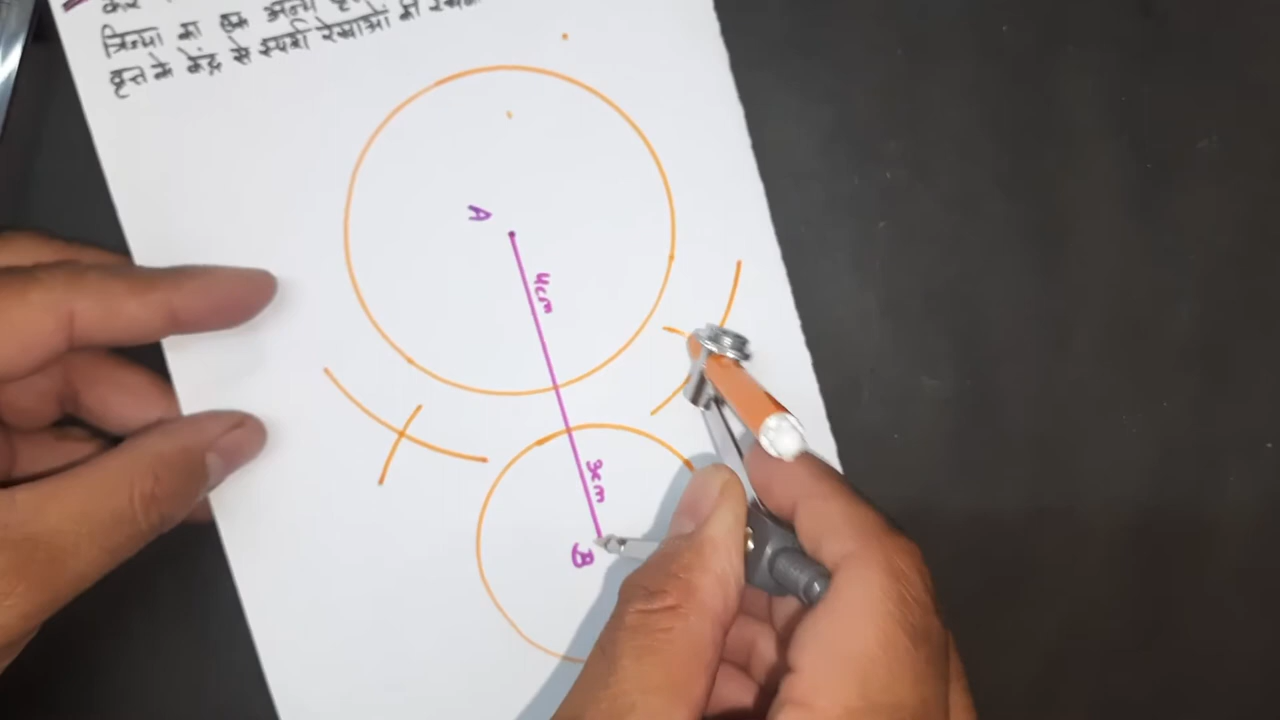 त्रिज्या का एक अन्य
वृत्त के केंद्र से स्पर्श रेखाओं की
A
4cm
3cm
B